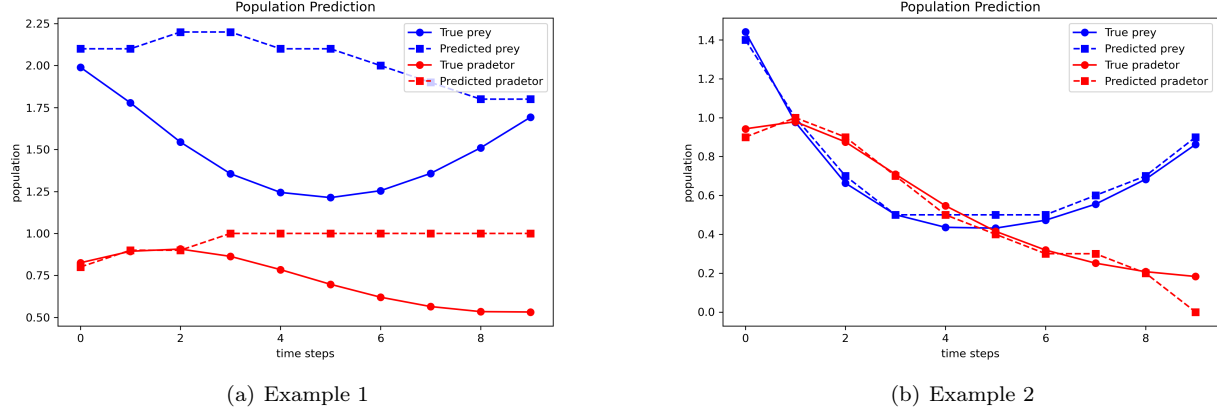 Population Prediction
2.25
2.00
1.75
1.50
1.25
1.00
0.75
0.50
population
0 2 4 6 8
time steps
True prey
Predicted prey
True pradetor
Predicted pradetor
(a) Example 1
Population Prediction
1.4
1.2
1.0
0.8
0.6
0.4
0.2
0.0
population
0 2 4 6 8
time steps
True prey
Predicted prey
True pradetor
Predicted pradetor
(b) Example 2